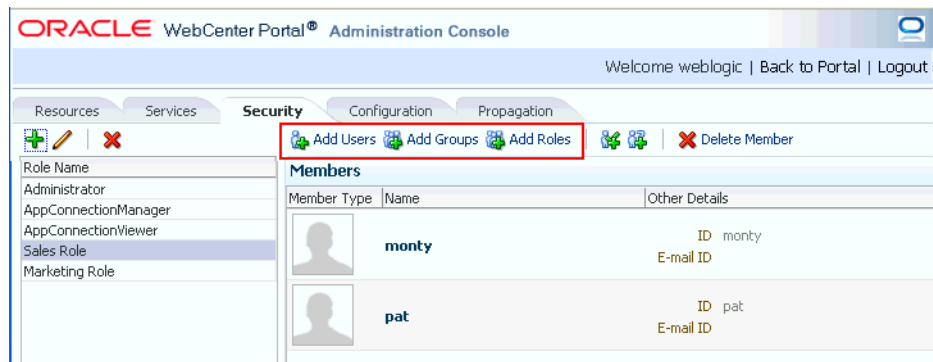 ORACLE WebCenter Portal® Administration Console
Welcome weblogic | Back to Portal | Logout
Resources Services Security Configuration Propagation
Add Users Add Groups Add Roles Delete Member
Role Name
Administrator
AppConnectionManager
AppConnectionViewer
Sales Role
Marketing Role
Members
Member Type Name Other Details
monty ID monty
E-mail ID
pat ID pat
E-mail ID